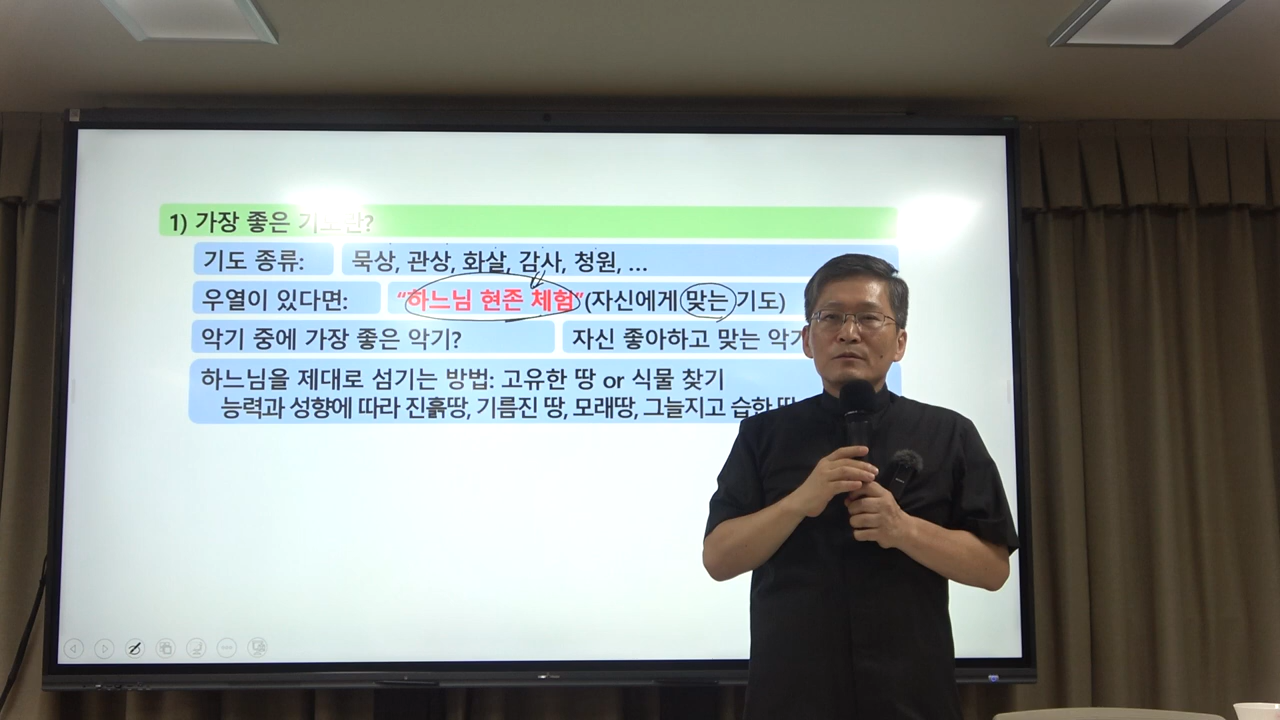 1) 가장 좋은 기도란?
기도 종류: 묵상, 관상, 화살, 감사, 청원, ...
우열이 있다면: “하느님 현존 체험”(자신에게 맞는 기도)
악기 중에 가장 좋은 악기? 자신 좋아하고 맞는 악기
하느님을 제대로 섬기는 방법: 고유한 땅 or 식물 찾기
능력과 성향에 따라 진흙땅, 기름진 땅, 모래땅, 그늘지고 습한 땅